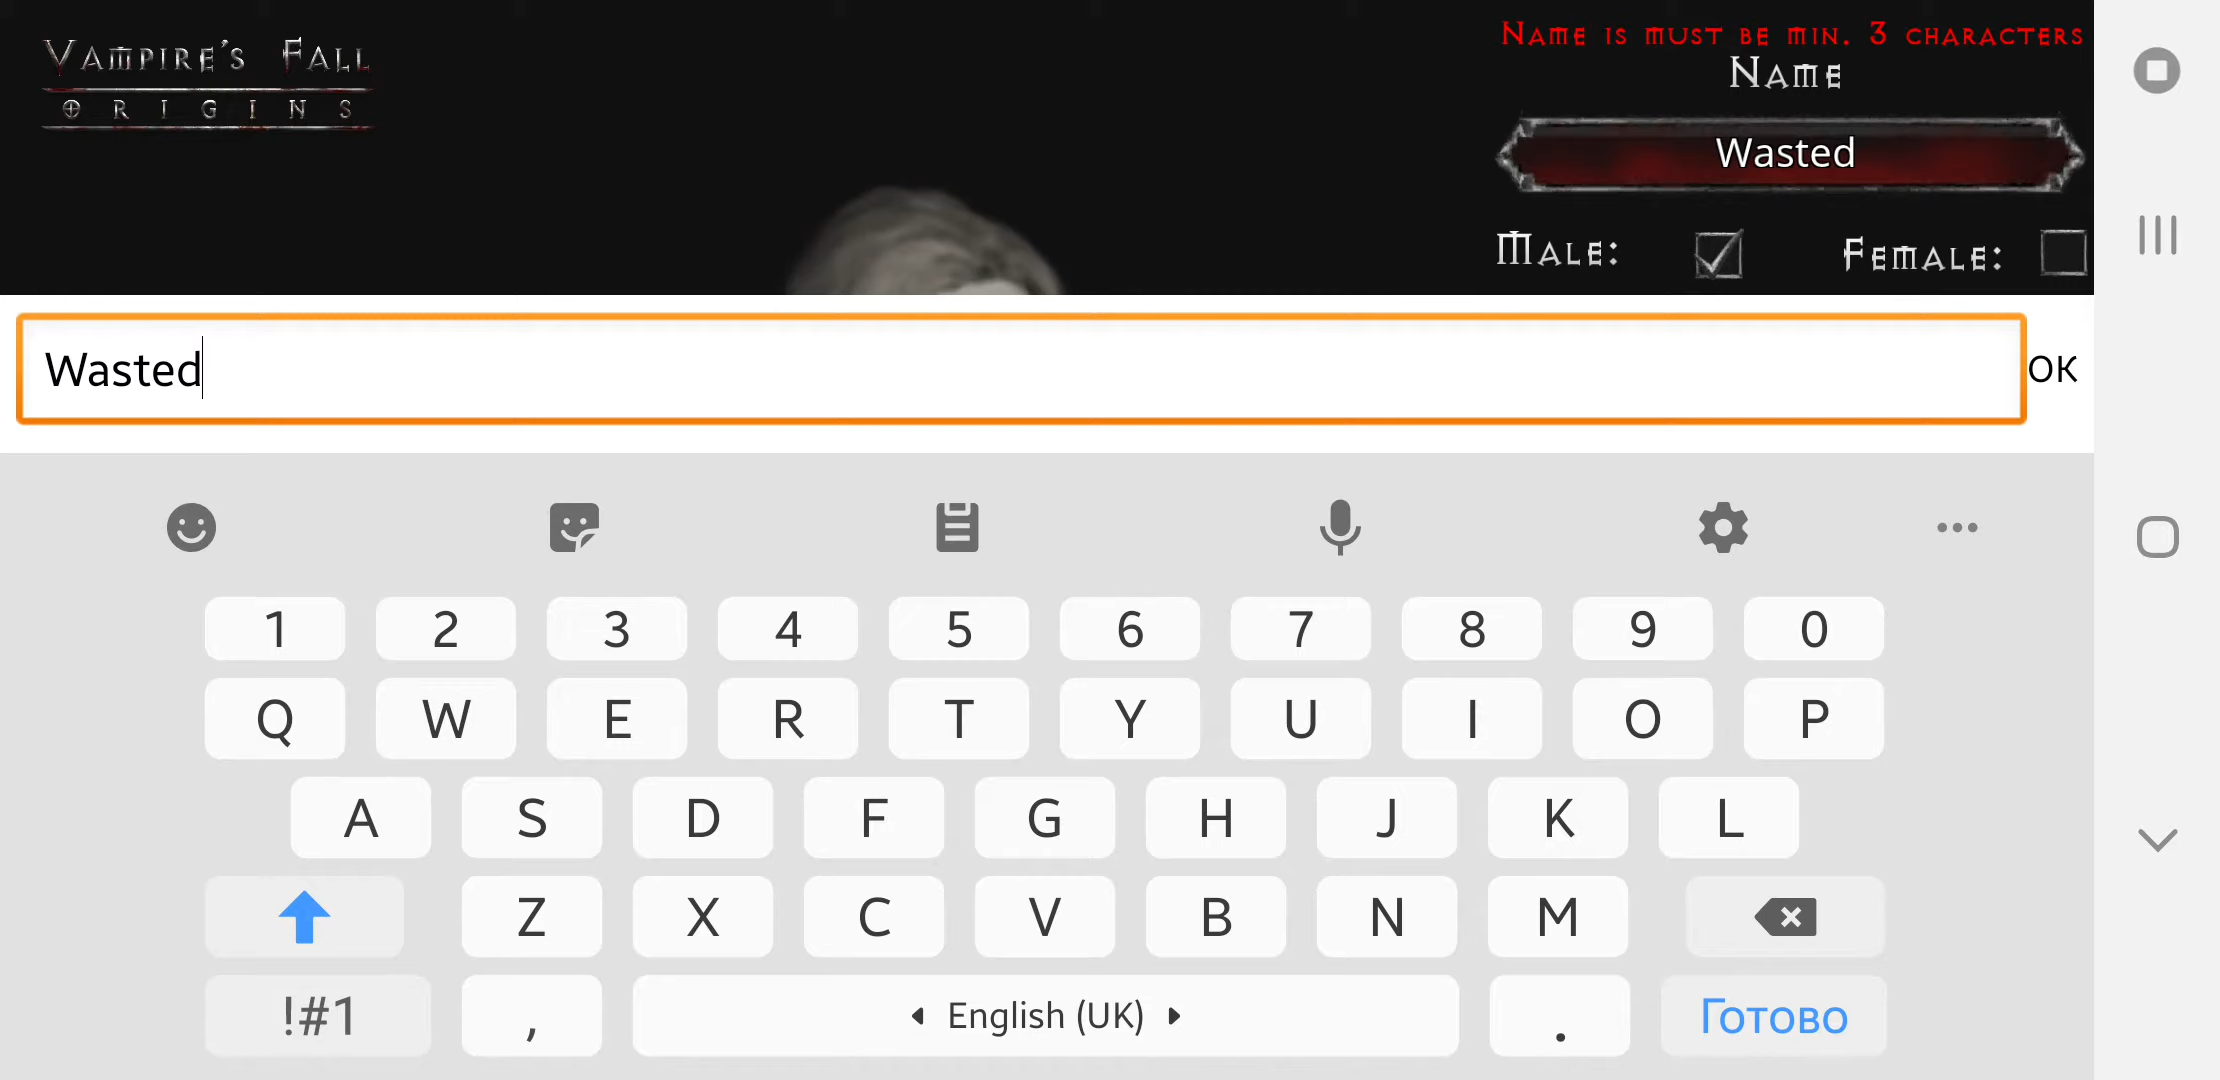 Vampire's Fall
ORIGINS
Name is must be min. 3 characters
Name
Wasted
Male:
Female:
Wasted
OK
1 2 3 4 5 6 7 8 9 0
Q W E R T Y U I O P
A S D F G H J K L
Z X C V B N M
!#1 , English (UK) . Готово